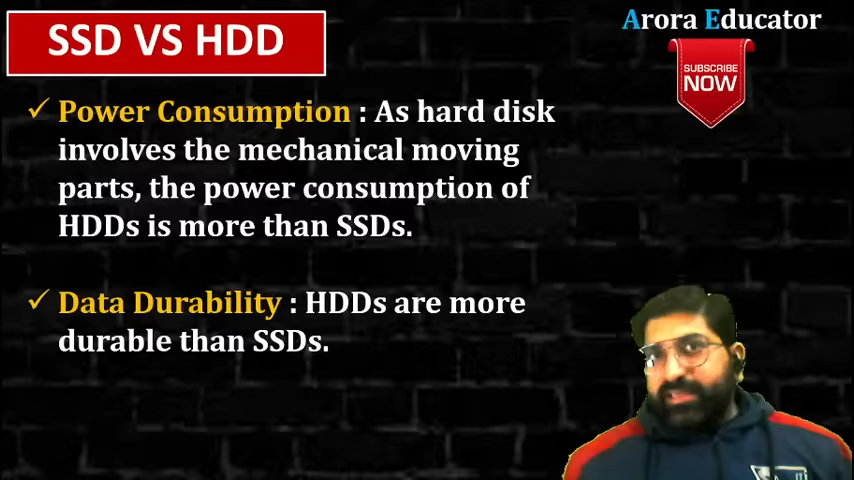 SSD VS HDD
Arora Educator
SUBSCRIBE
NOW
✓ Power Consumption : As hard disk
involves the mechanical moving
parts, the power consumption of
HDDs is more than SSDs.
✓ Data Durability : HDDs are more
durable than SSDs.